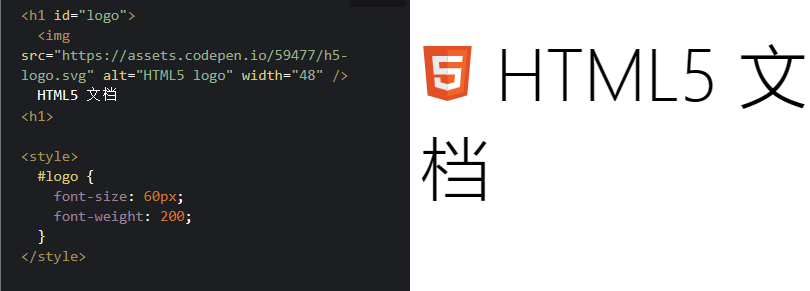 <h1 id="logo">
<img
src="https://assets.codepen.io/59477/h5-
logo.svg" alt="HTML5 logo" width="48" />
HTML5 文档
<h1>
<style>
#logo {
font-size: 60px;
font-weight: 200;
}
</style>
5 HTML5 文
档